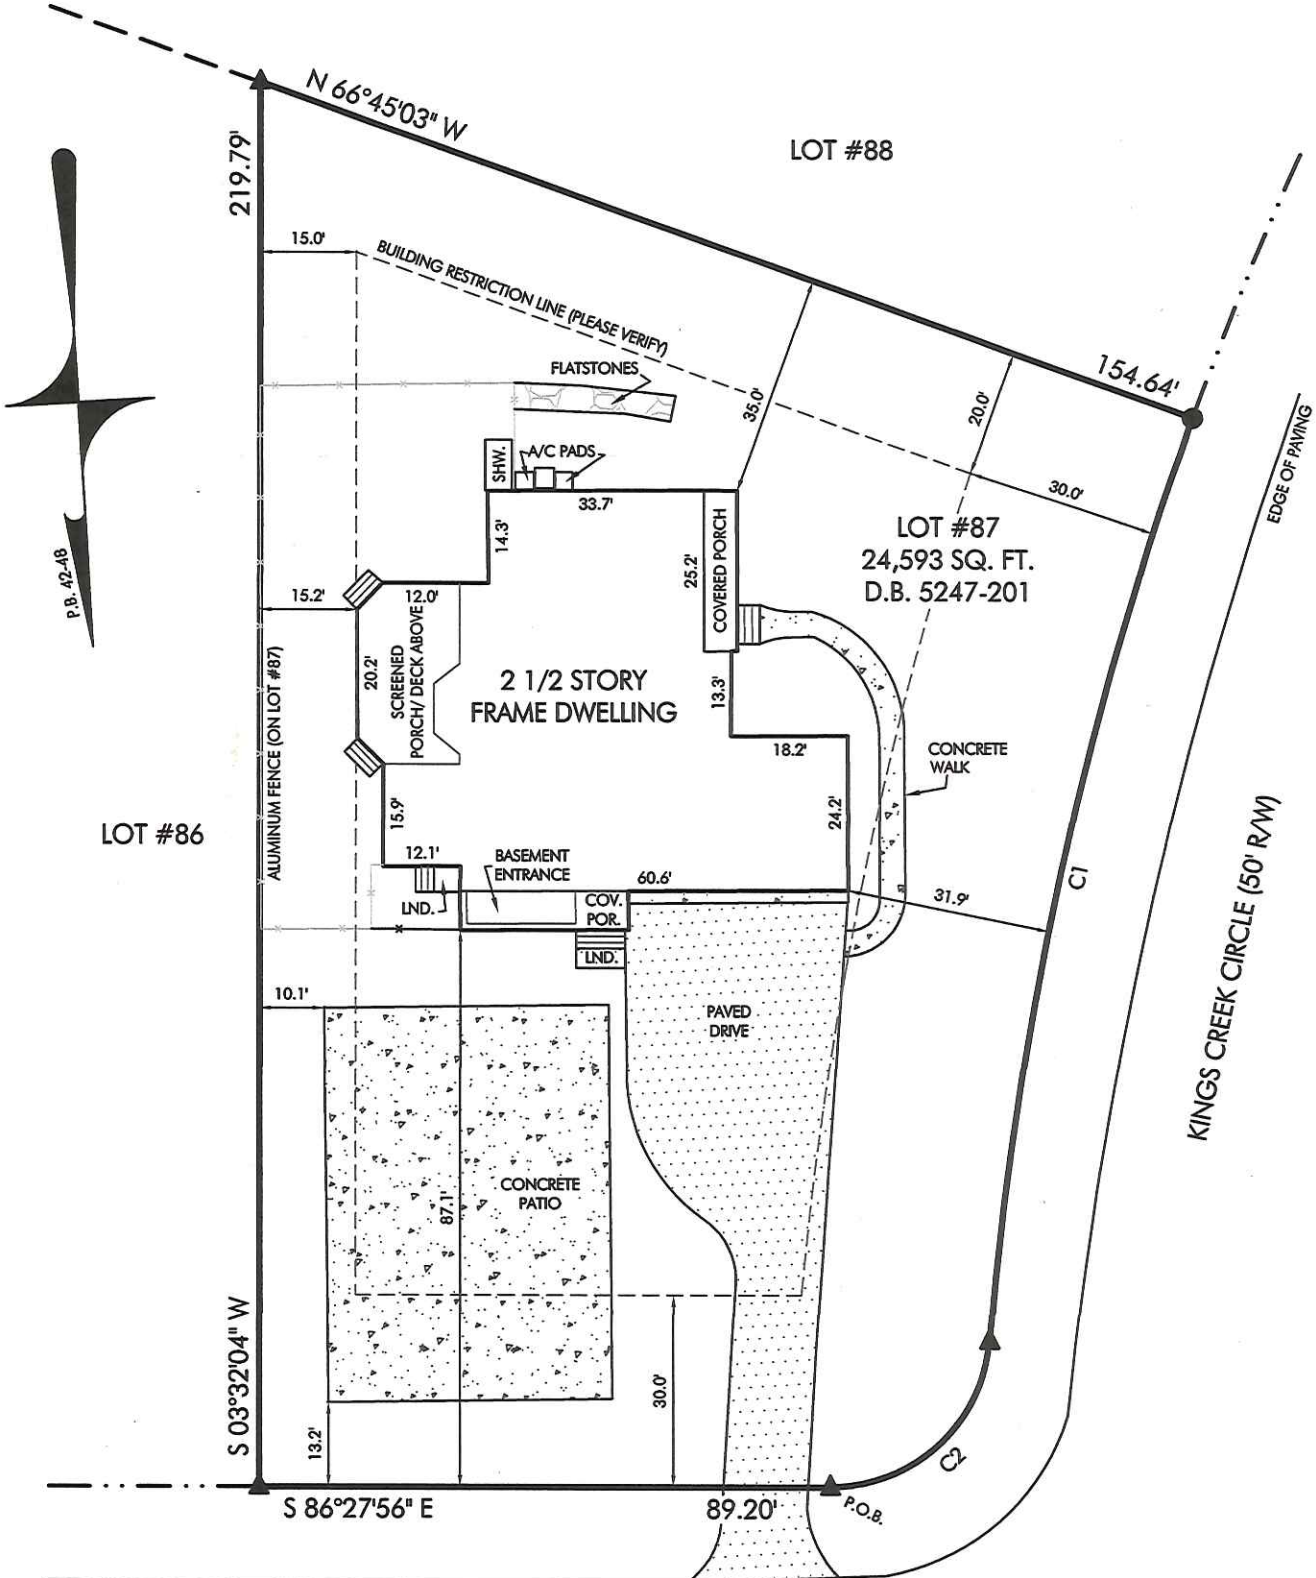 N 66°45'03" W
LOT #88
219.79'
15.0'
BUILDING RESTRICTION LINE (PLEASE VERIFY)
FLATSTONES
154.64'
35.0'
20.0'
EDGE OF PAVING
SHW.
A/C PADS
33.7'
30.0'
14.3'
COVERED PORCH
25.2'
LOT #87
24,593 SQ. FT.
D.B. 5247-201
P.B. 42-48
15.2'
12.0'
20.2'
SCREENED
PORCH/ DECK ABOVE
2 1/2 STORY
FRAME DWELLING
13.3'
18.2'
CONCRETE
WALK
ALUMINUM FENCE (ON LOT #87)
LOT #86
15.9'
24.2'
12.1'
BASEMENT
ENTRANCE
60.6'
C1
KINGS CREEK CIRCLE (50' R/W)
LND.
COV.
POR.
31.9'
LND.
10.1'
PAVED
DRIVE
CONCRETE
PATIO
87.1'
S 03°32'04" W
30.0'
13.2'
C2
S 86°27'56" E
89.20'
P.O.B.